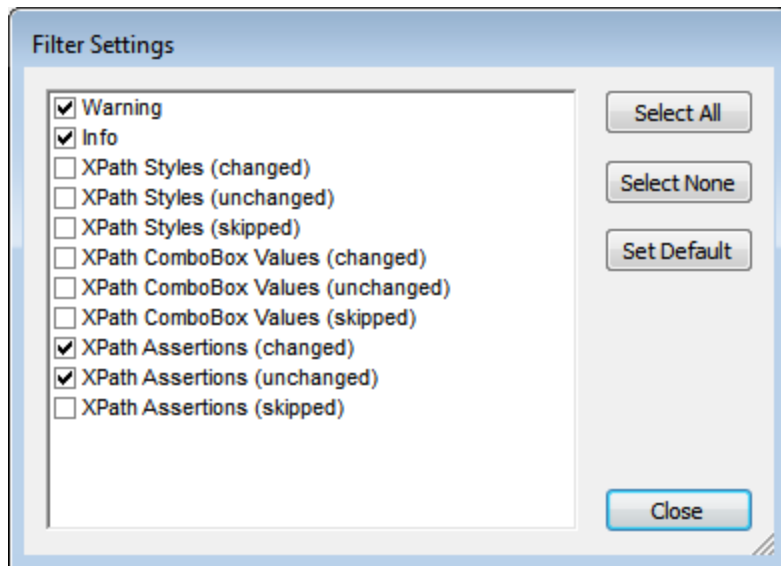 Filter Settings
Warning
Info
XPath Styles (changed)
XPath Styles (unchanged)
XPath Styles (skipped)
XPath ComboBox Values (changed)
XPath ComboBox Values (unchanged)
XPath ComboBox Values (skipped)
XPath Assertions (changed)
XPath Assertions (unchanged)
XPath Assertions (skipped)
Select All
Select None
Set Default
Close